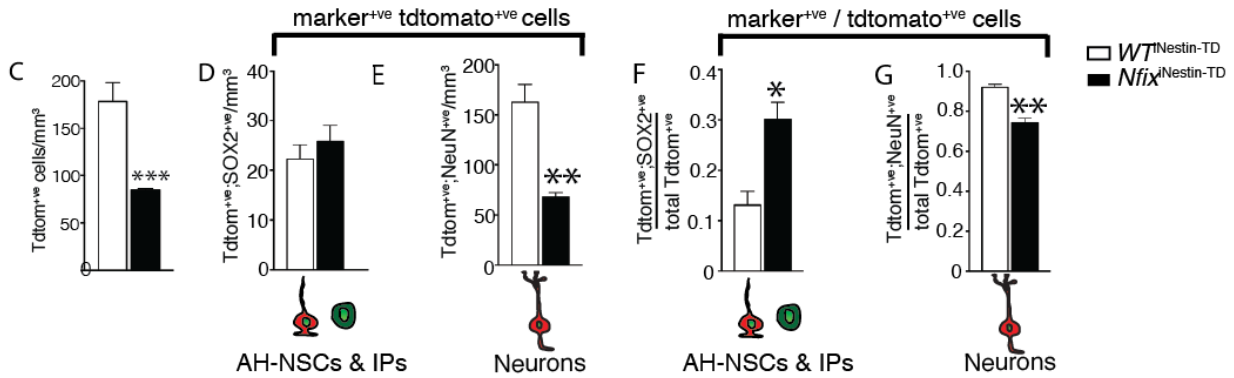 marker+ve tdtomato+ve cells
marker+ve / tdtomato+ve cells
WTiNestin-TD
NfixiNestin-TD
C
Tdtom+ve cells/mm³
200
150
100
50
0
***
D
Tdtom+ve;SOX2+ve/mm³
40
30
20
10
0
AH-NSCs & IPs
E
Tdtom+ve;NeuN+ve/mm³
200
150
100
50
0
**
Neurons
F
Tdtom+ve;SOX2+ve
total Tdtom+ve
0.4
0.3
0.2
0.1
0
*
AH-NSCs & IPs
G
Tdtom+ve;NeuN+ve
total Tdtom+ve
1.0
0.8
0.6
0.4
0.2
0
**
Neurons